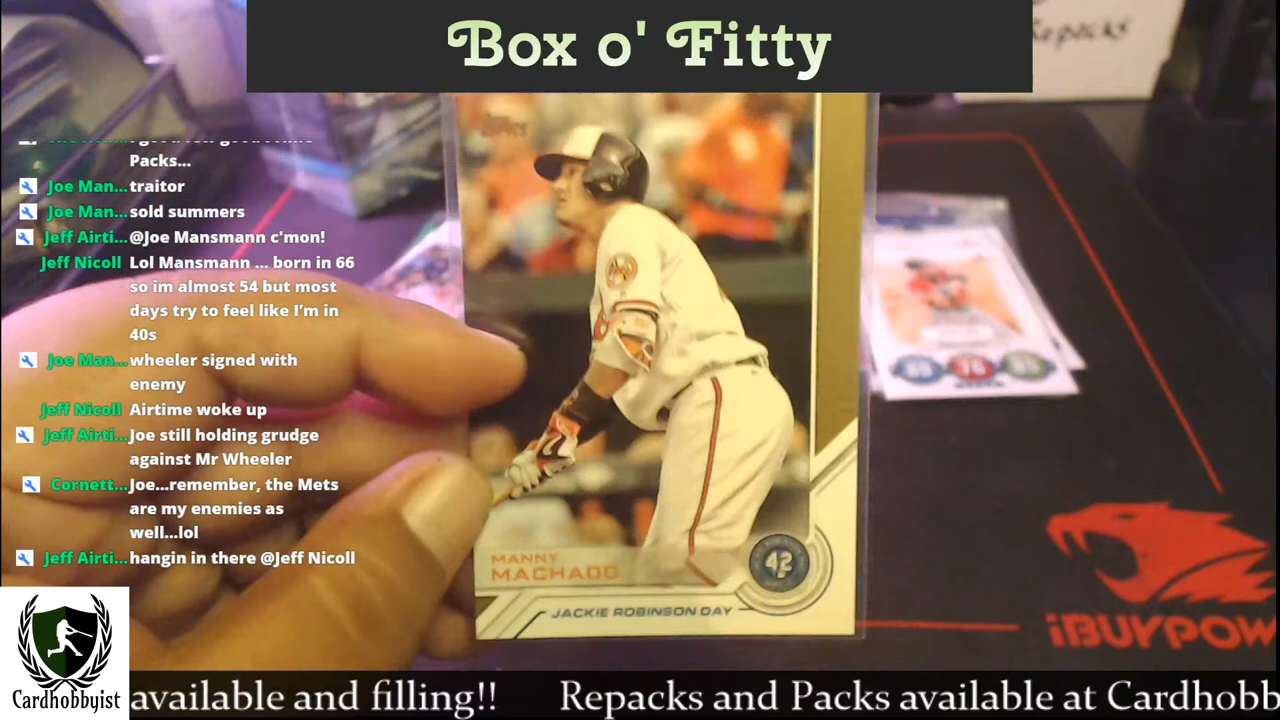 Box o' Fitty
Repacks
Packs...
Joe Man... traitor
Joe Man... sold summers
Jeff Airti... @Joe Mansmann c'mon!
Jeff Nicoll Lol Mansmann ... born in 66
so im almost 54 but most
days try to feel like I'm in
40s
Joe Man... wheeler signed with
enemy
Jeff Nicoll Airtime woke up
Jeff Airti... Joe still holding grudge
against Mr Wheeler
Cornett... Joe...remember, the Mets
are my enemies as
well...lol
Jeff Airti... hangin in there @Jeff Nicoll
MANNY
MACHADO
42
JACKIE ROBINSON DAY
iBUYPOW
Cardhobbyist
available and filling!! Repacks and Packs available at Cardhobb